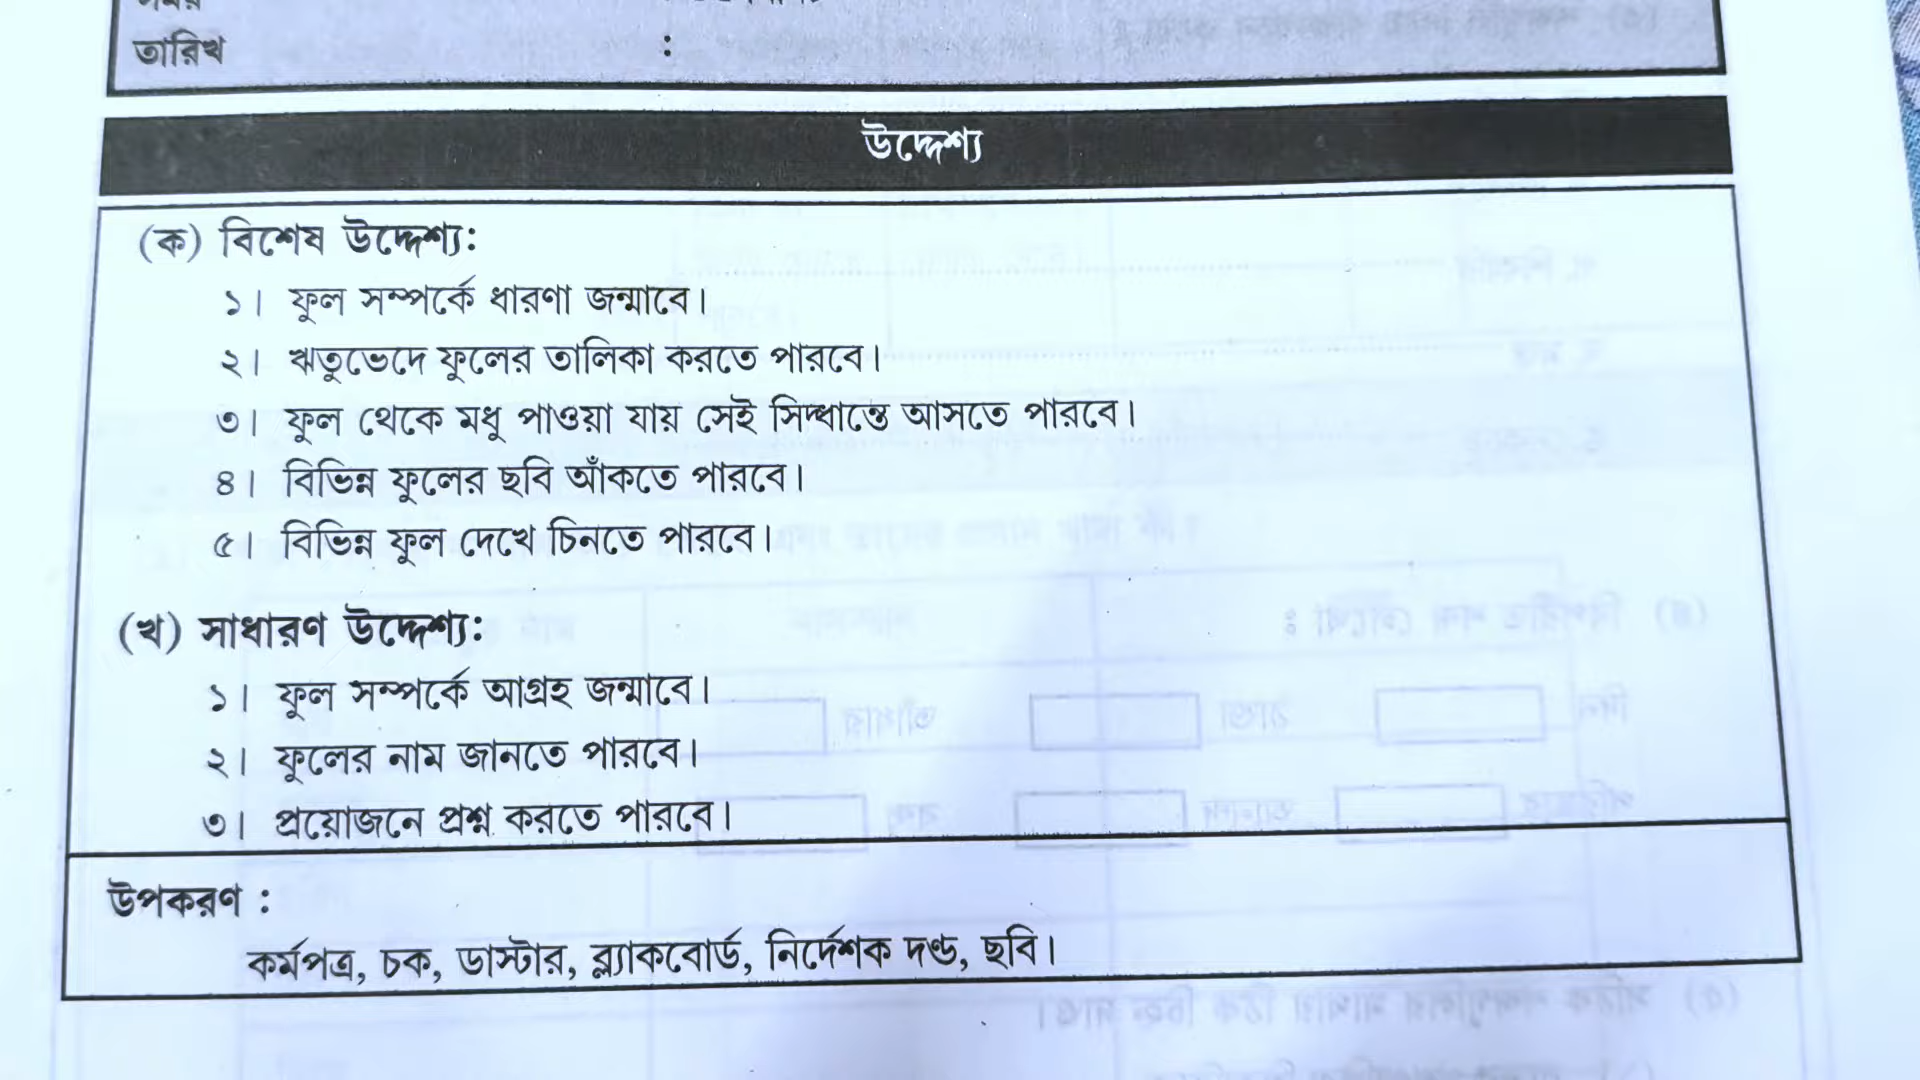 তারিখ :
উদ্দেশ্য
(ক) বিশেষ উদ্দেশ্য:
১। ফুল সম্পর্কে ধারণা জন্মাবে।
২। ঋতুভেদে ফুলের তালিকা করতে পারবে।
৩। ফুল থেকে মধু পাওয়া যায় সেই সিদ্ধান্তে আসতে পারবে।
৪। বিভিন্ন ফুলের ছবি আঁকতে পারবে।
৫। বিভিন্ন ফুল দেখে চিনতে পারবে।
(খ) সাধারণ উদ্দেশ্য:
১। ফুল সম্পর্কে আগ্রহ জন্মাবে।
২। ফুলের নাম জানতে পারবে।
৩। প্রয়োজনে প্রশ্ন করতে পারবে।
উপকরণ :
কর্মপত্র, চক, ডাস্টার, ব্ল্যাকবোর্ড, নির্দেশক দণ্ড, ছবি।